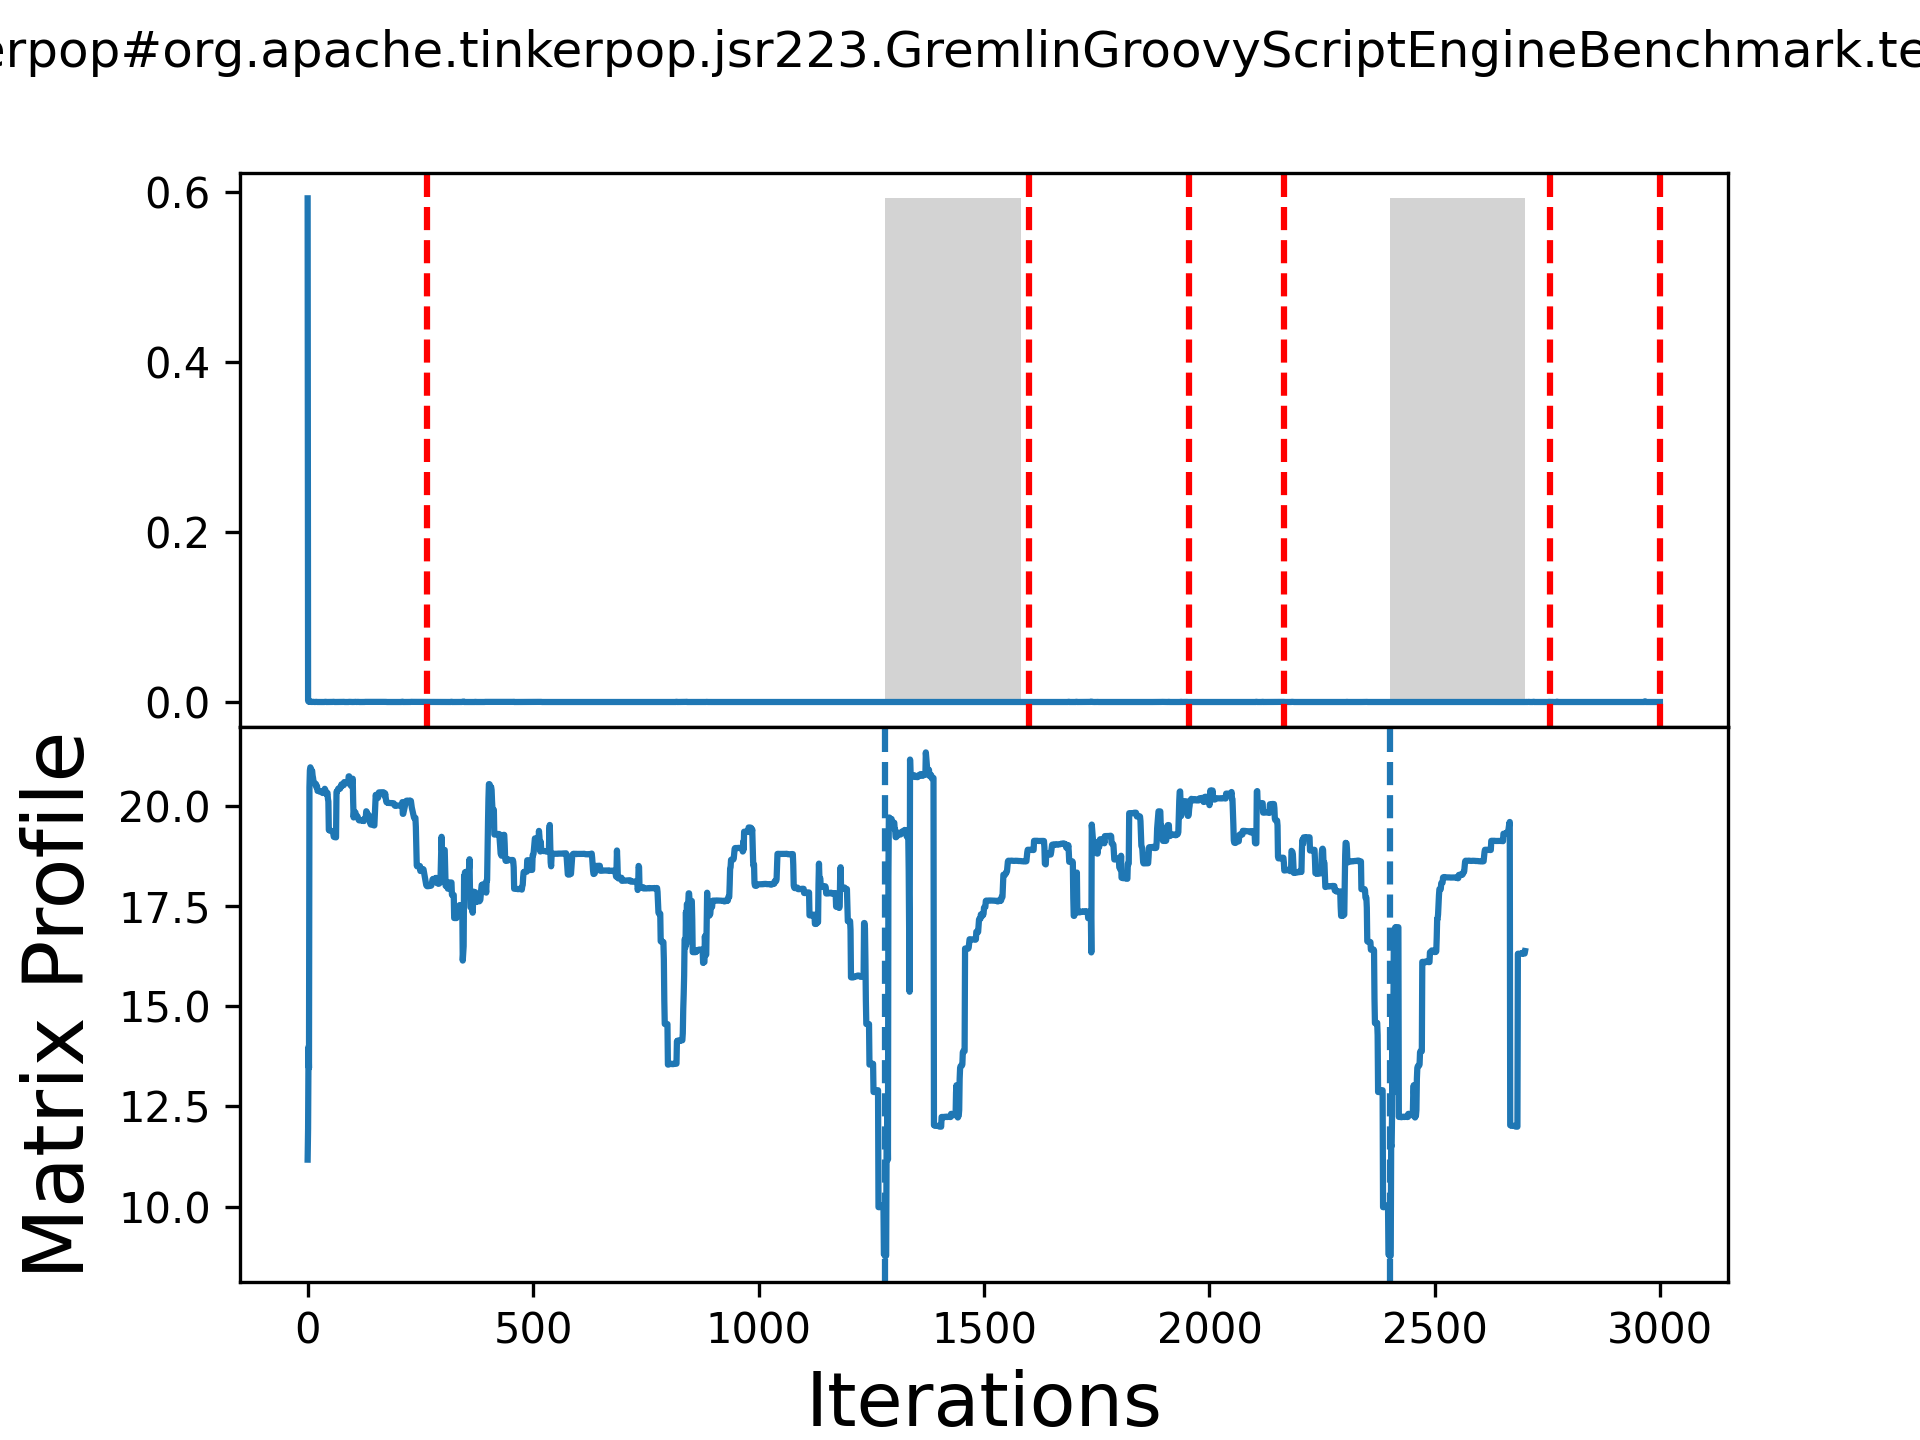 erpop#org.apache.tinkerpop.jsr223.GremlinGroovyScriptEngineBenchmark.te
0.6
0.4
0.2
0.0
Matrix Profile
20.0
17.5
15.0
12.5
10.0
0 500 1000 1500 2000 2500 3000
Iterations